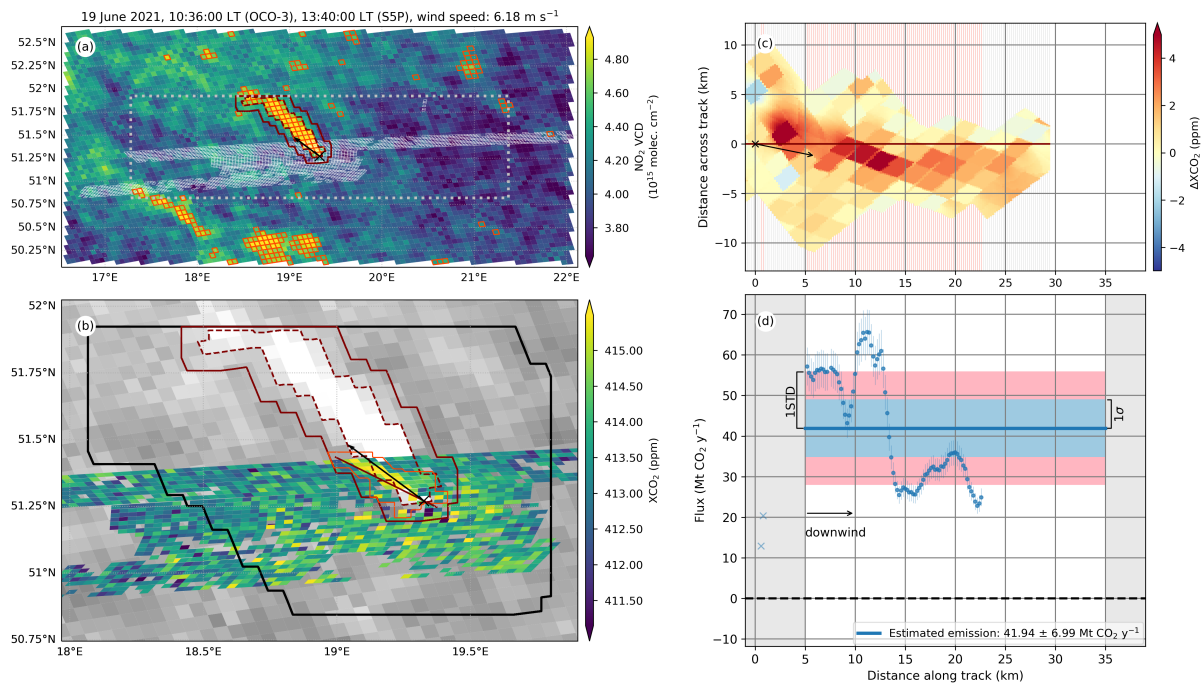 19 June 2021, 10:36:00 LT (OCO-3), 13:40:00 LT (S5P), wind speed: 6.18 m s⁻¹
(a)
52.5°N
52.25°N
52°N
51.75°N
51.5°N
51.25°N
51°N
50.75°N
50.5°N
50.25°N
17°E
18°E
19°E
20°E
21°E
22°E
4.80
4.60
4.40
4.20
4.00
3.80
NO₂ VCD
(10¹⁵ molec. cm⁻²)
(b)
52°N
51.75°N
51.5°N
51.25°N
51°N
50.75°N
18°E
18.5°E
19°E
19.5°E
415.00
414.50
414.00
413.50
413.00
412.50
412.00
411.50
XCO₂ (ppm)
(c)
10
5
0
−5
−10
Distance across track (km)
0
5
10
15
20
25
30
35
4
2
0
−2
−4
ΔXCO₂ (ppm)
(d)
70
60
50
40
30
20
10
0
−10
Flux (Mt CO₂ y⁻¹)
1STD
1σ
downwind
Estimated emission: 41.94 ± 6.99 Mt CO₂ y⁻¹
0
5
10
15
20
25
30
35
Distance along track (km)